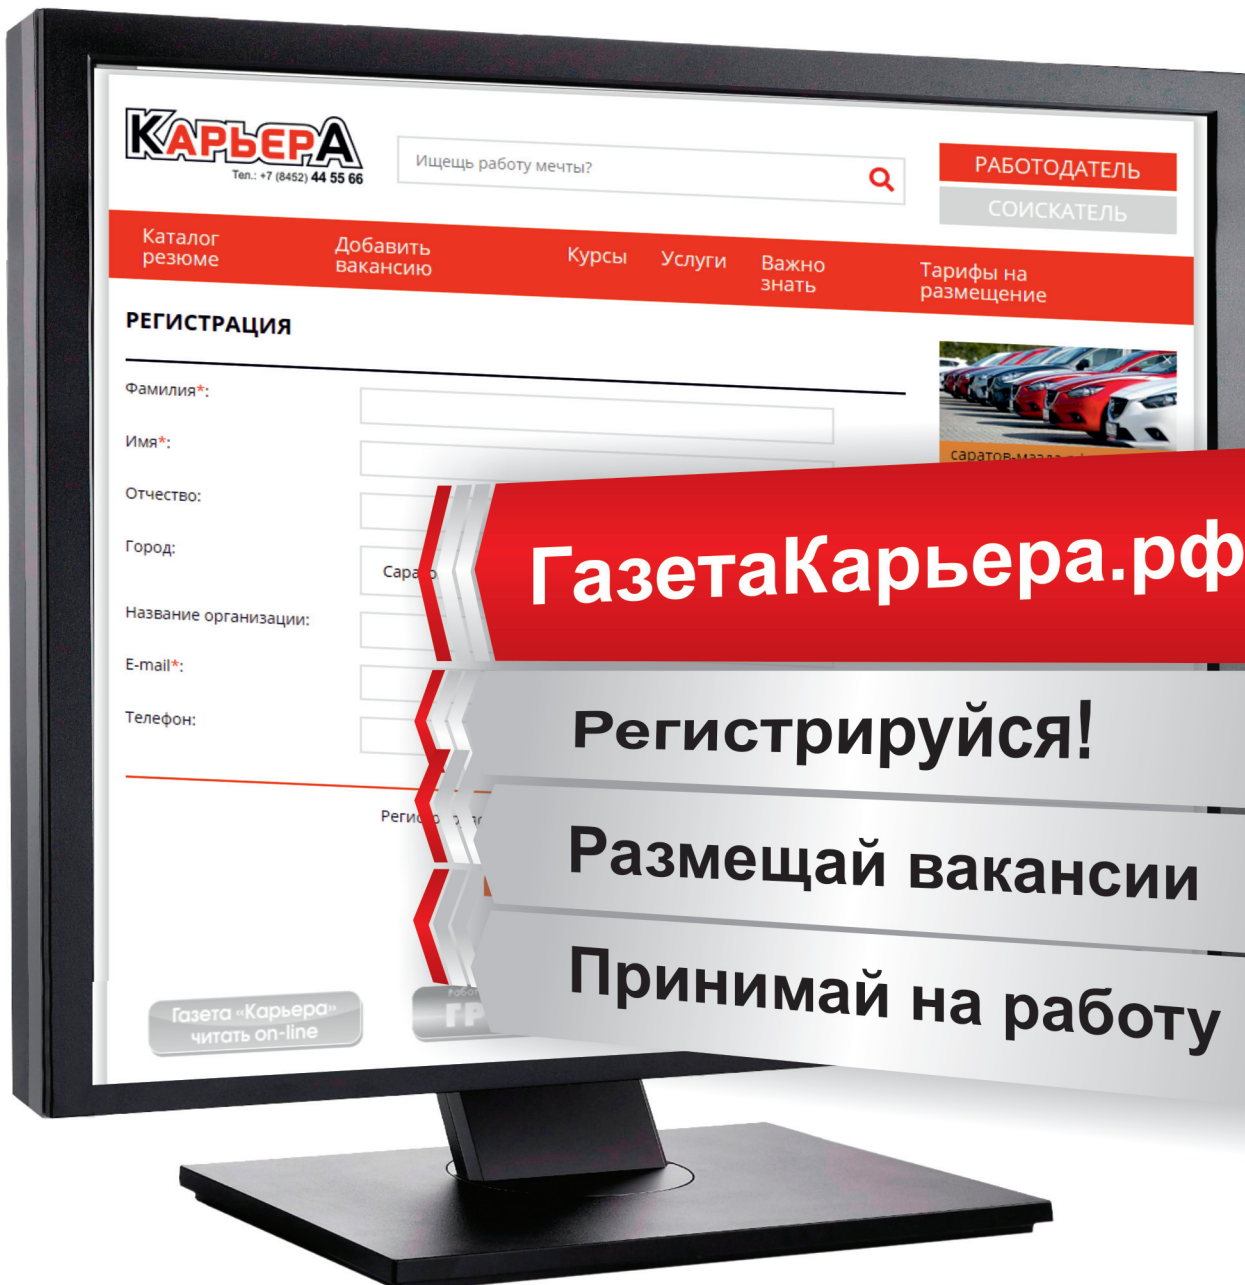 КАРЬЕРА
Тел.: +7 (8452) 44 55 66
Ищещь работу мечты?
РАБОТОДАТЕЛЬ
СОИСКАТЕЛЬ
Каталог
резюме
Добавить
вакансию
Курсы
Услуги
Важно
знать
Тарифы на
размещение
РЕГИСТРАЦИЯ
Фамилия*:
Имя*:
Отчество:
Город:
Название организации:
E-mail*:
Телефон:
ГазетаКарьера.рф
Регистрируйся!
Размещай вакансии
Принимай на работу
Газета «Карьера»
читать on-line